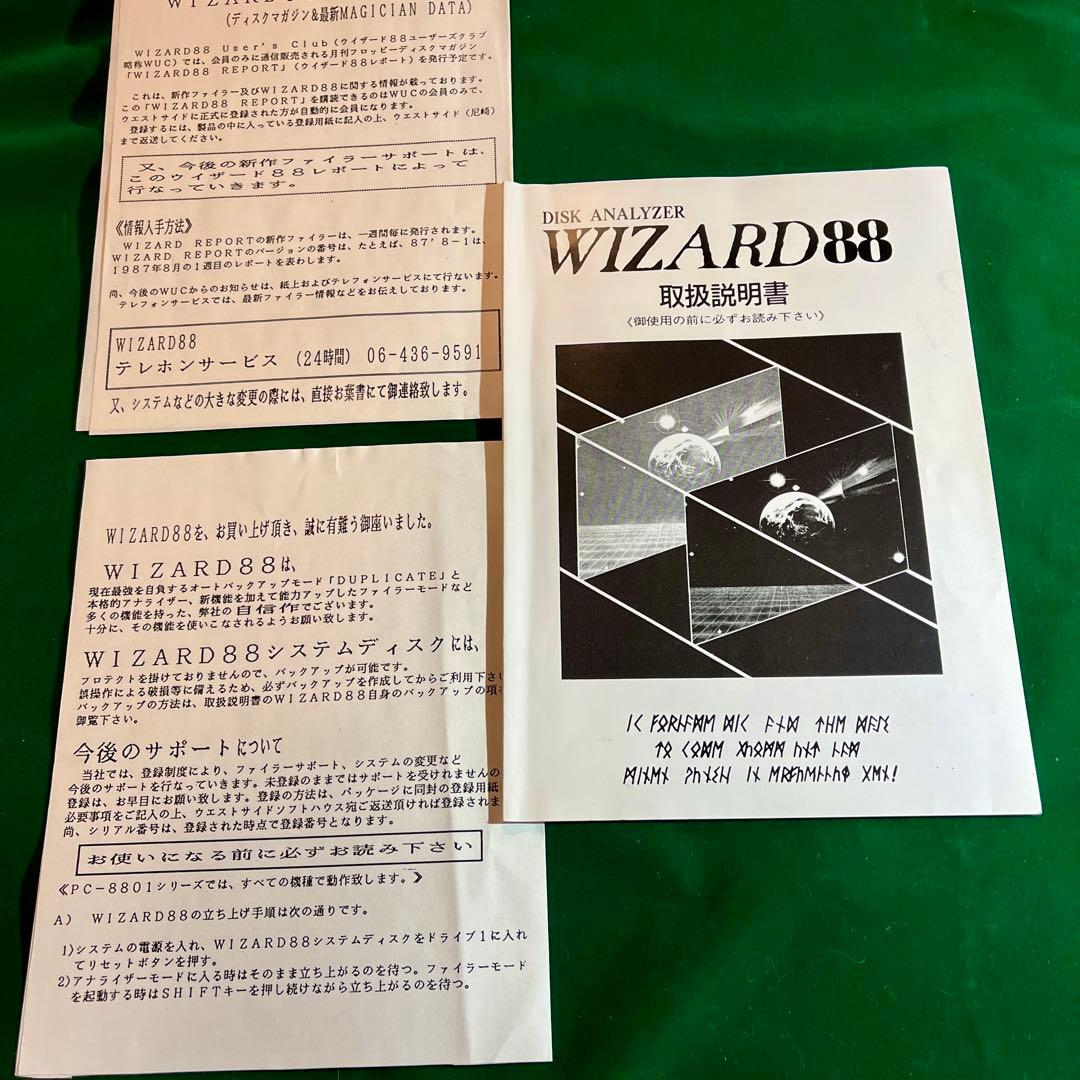 (ディスクマガジン&最新MAGICIAN DATA)
WIZARD88 User's Club(ウイザード88ユーザーズクラブ
略称WUC)では、会員のみに通信販売される月刊フロッピーディスクマガジン
「WIZARD88 REPORT」(ウイザード88レポート)を発行予定です。
これは、新作ファイラー及びWIZARD88に関する情報が載っております。
この「WIZARD88 REPORT」を購読できるのはWUCの会員のみで、
ウエストサイドに正式に登録された方が自動的に会員になります。
登録するには、製品の中に入っている登録用紙に記入の上、ウエストサイド(尼崎)
まで返送してください。
又、今後の新作ファイラーサポートは、
このウイザード88レポートによって
行なっていきます。
《情報入手方法》
WIZARD REPORTの新作ファイラーは、一週間毎に発行されます。
WIZARD REPORTのバージョンの番号は、たとえば、87'8-1は、
1987年8月の1週目のレポートを表わします。
尚、今後のWUCからのお知らせは、紙上およびテレフォンサービスにて行ないます。
テレフォンサービスでは、最新ファイラー情報などをお伝えしております。
WIZARD88
テレホンサービス (24時間) 06-436-9591
又、システムなどの大きな変更の際には、直接お葉書にて御連絡致します。
WIZARD88を、お買い上げ頂き、誠に有難う御座いました。
WIZARD88は、
現在最強を自負するオートバックアップモード「DUPLICATE」と
本格的アナライザー、新機能を加えて能力アップしたファイラーモードなど
多くの機能を持った、弊社の自信作でございます。
十分に、その機能を使いこなされるようお願い致します。
WIZARD88システムディスクには、
プロテクトを掛けておりませんので、バックアップが可能です。
誤操作による破損等に備えるため、必ずバックアップを作成してからご利用下さい
バックアップの方法は、取扱説明書のWIZARD88自身のバックアップの項を
御覧下さい。
今後のサポートについて
当社では、登録制度により、ファイラーサポート、システムの変更など
今後のサポートを行なっていきます。未登録のままではサポートを受けれませんの
登録は、お早目にお願い致します。登録の方法は、パッケージに同封の登録用紙
必要事項をご記入の上、ウエストサイドソフトハウス宛ご返送頂ければ登録されま
尚、シリアル番号は、登録された時点で登録番号となります。
お使いになる前に必ずお読み下さい
《PC-8801シリーズでは、すべての機種で動作致します。》
A) WIZARD88の立ち上げ手順は次の通りです。
1)システムの電源を入れ、WIZARD88システムディスクをドライブ1に入れ
てリセットボタンを押す。
2)アナライザーモードに入る時はそのまま立ち上がるのを待つ。ファイラーモード
を起動する時はSHIFTキーを押し続けながら立ち上がるのを待つ。
DISK ANALYZER
WIZARD88
取扱説明書
《御使用の前に必ずお読み下さい》